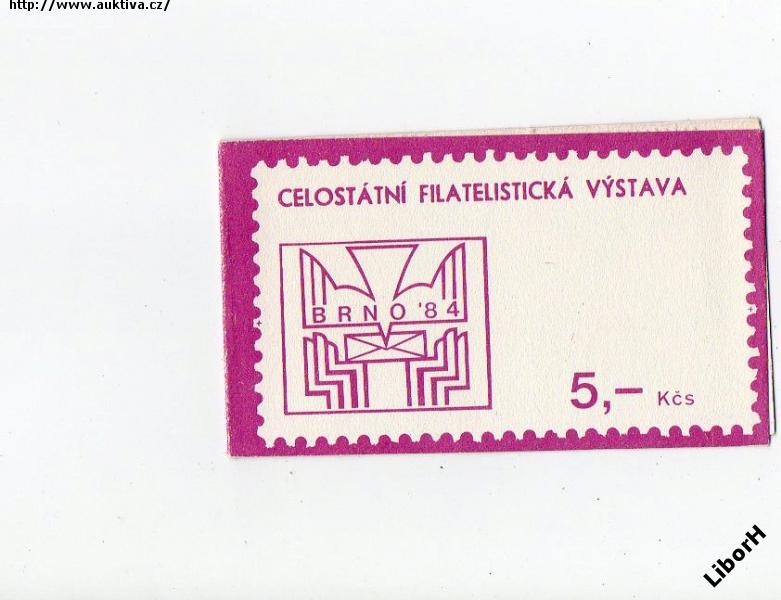 http://www.auktiva.cz/
CELOSTÁTNÍ FILATELISTICKÁ VÝSTAVA
BRNO '84
5,– Kčs
LiborH